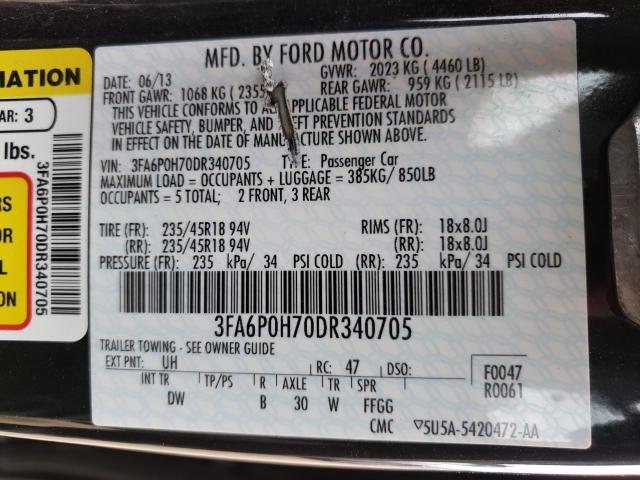 MFD. BY FORD MOTOR CO.
DATE: 06/13 GVWR: 2023 KG ( 4460 LB)
FRONT GAWR: 1068 KG ( 2355 REAR GAWR: 959 KG ( 2115 LB)
THIS VEHICLE CONFORMS TO APPLICABLE FEDERAL MOTOR
VEHICLE SAFETY, BUMPER, AND THEFT PREVENTION STANDARDS
IN EFFECT ON THE DATE OF MANUFACTURE SHOWN ABOVE.
VIN: 3FA6P0H70DR340705 TYPE: Passenger Car
MAXIMUM LOAD = OCCUPANTS + LUGGAGE = 385KG/ 850LB
OCCUPANTS = 5 TOTAL; 2 FRONT, 3 REAR
TIRE (FR): 235/45R18 94V RIMS (FR): 18x8.0J
(RR): 235/45R18 94V (RR): 18x8.0J
PRESSURE (FR): 235 kPa/ 34 PSI COLD (RR): 235 kPa/ 34 PSI COLD
3FA6P0H70DR340705
TRAILER TOWING - SEE OWNER GUIDE
EXT PNT: UH RC: 47 DSO: F0047
R0061
INT TR TP/PS R AXLE TR SPR
DW B 30 W FFGG
CMC ▽5U5A-5420472-AA
RMATION
AR: 3
lbs.
3FA6P0H70DR340705
RS
OR
L
ON